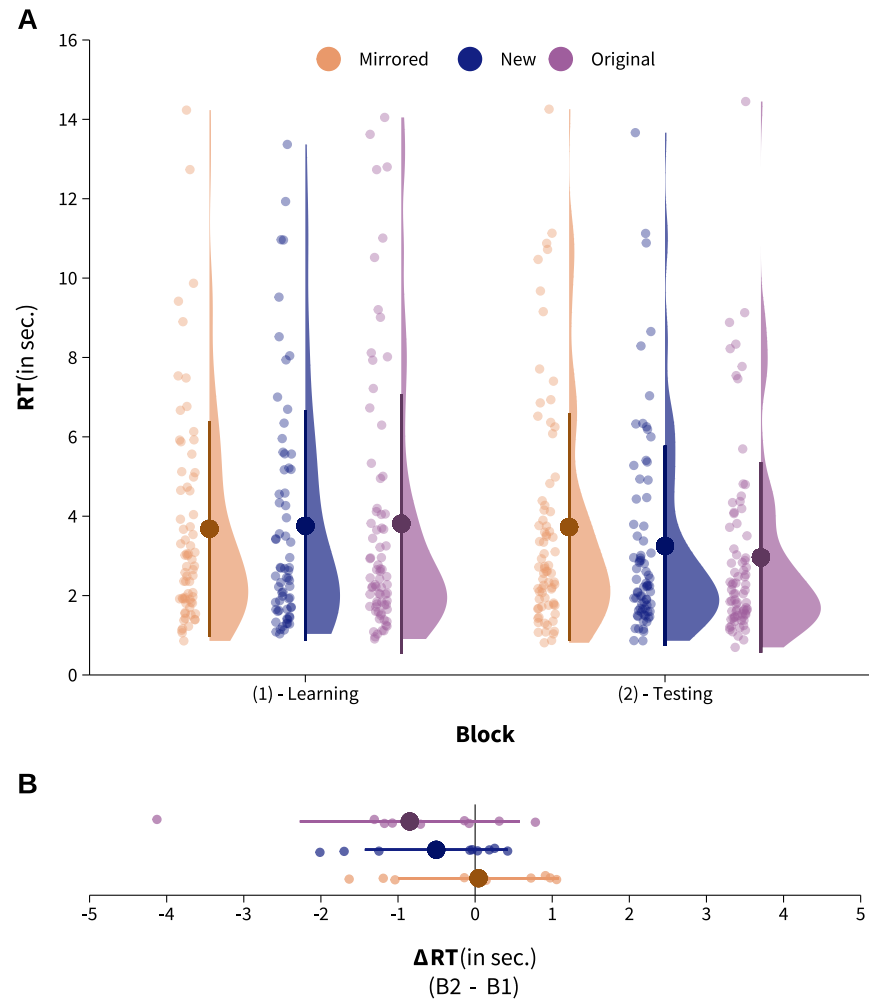 A
16
Mirrored New Original
14
12
10
8
6
4
2
0
RT(in sec.)
(1) - Learning (2) - Testing
Block
B
-5 -4 -3 -2 -1 0 1 2 3 4 5
ΔRT(in sec.)
(B2 - B1)